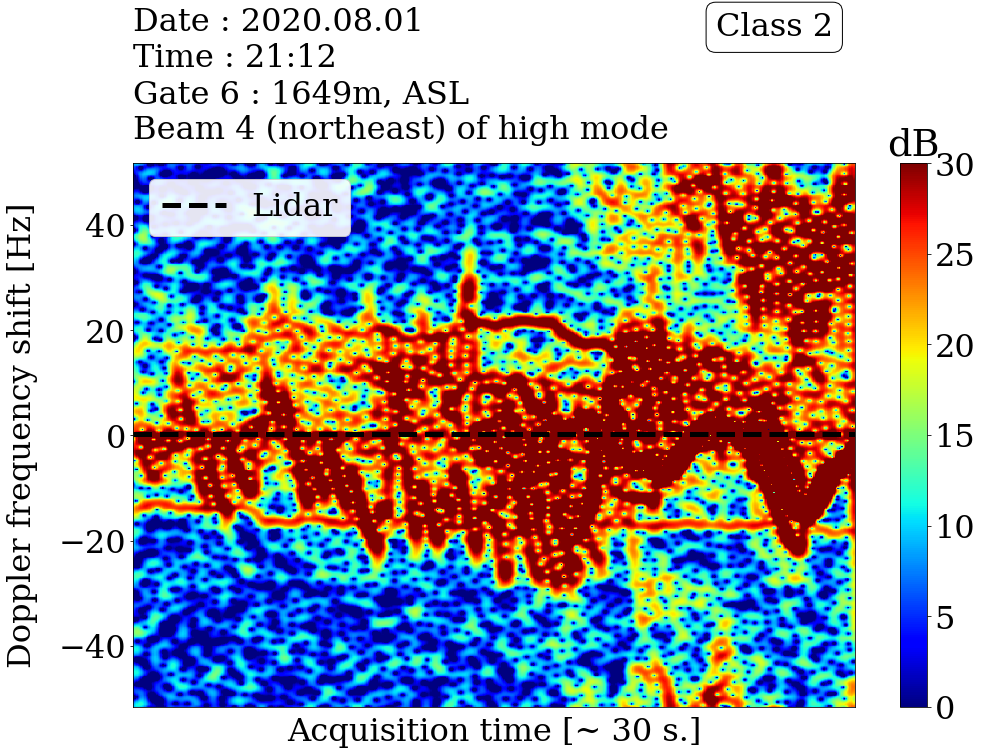 Date : 2020.08.01
Class 2
Time : 21:12
Gate 6 : 1649m, ASL
Beam 4 (northeast) of high mode
dB
Lidar
Doppler frequency shift [Hz]
40
20
0
−20
−40
30
25
20
15
10
5
0
Acquisition time [~ 30 s.]